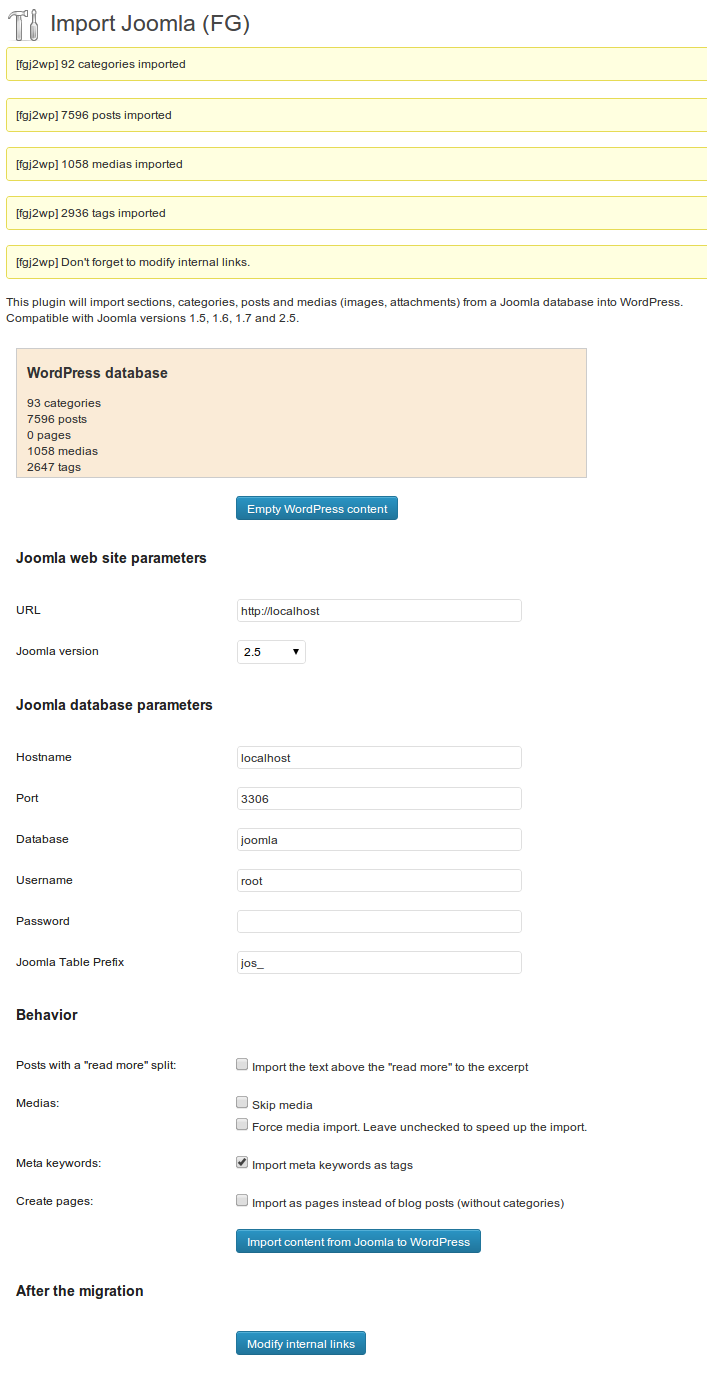 Import Joomla (FG)
[fgj2wp] 92 categories imported
[fgj2wp] 7596 posts imported
[fgj2wp] 1058 medias imported
[fgj2wp] 2936 tags imported
[fgj2wp] Don't forget to modify internal links.
This plugin will import sections, categories, posts and medias (images, attachments) from a Joomla database into WordPress.
Compatible with Joomla versions 1.5, 1.6, 1.7 and 2.5.
WordPress database
93 categories
7596 posts
0 pages
1058 medias
2647 tags
Empty WordPress content
Joomla web site parameters
URL http://localhost
Joomla version 2.5
Joomla database parameters
Hostname localhost
Port 3306
Database joomla
Username root
Password
Joomla Table Prefix jos_
Behavior
Posts with a "read more" split: Import the text above the "read more" to the excerpt
Medias: Skip media
Force media import. Leave unchecked to speed up the import.
Meta keywords: Import meta keywords as tags
Create pages: Import as pages instead of blog posts (without categories)
Import content from Joomla to WordPress
After the migration
Modify internal links